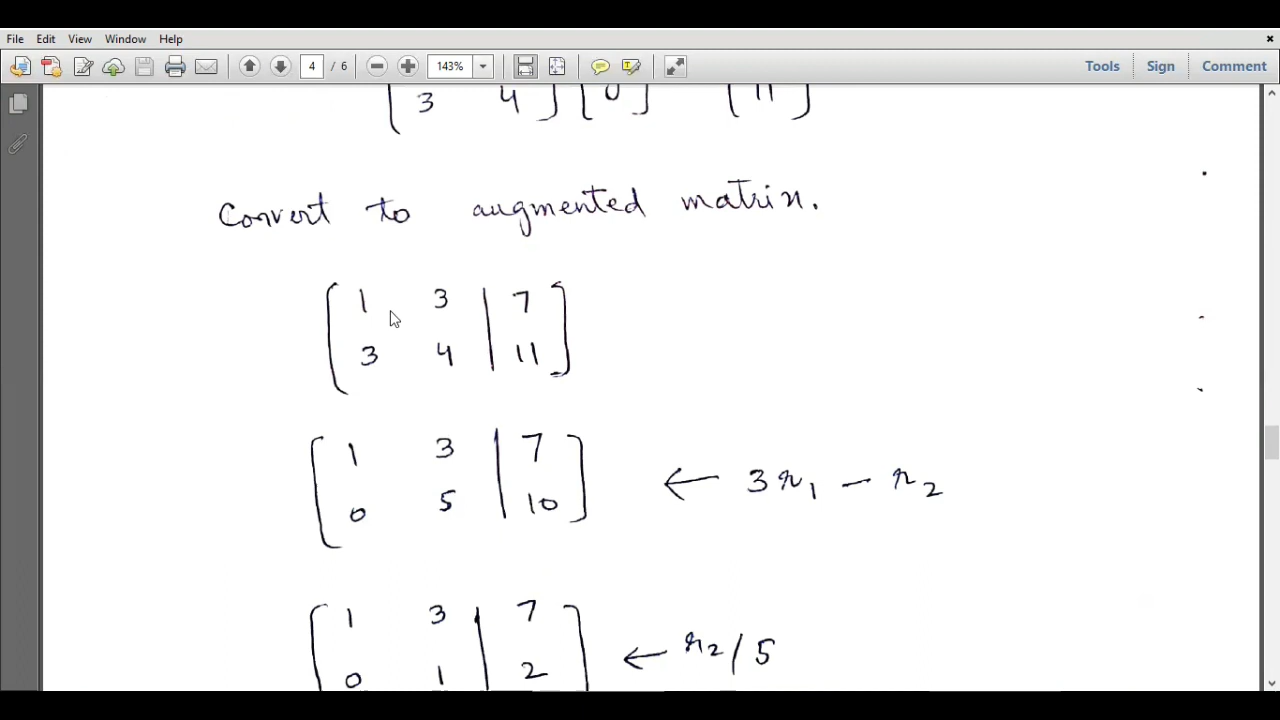 File Edit View Window Help
4 / 6 143% Tools Sign Comment
3 4 0 11
Convert to augmented matrix.
1 3 | 7
3 4 | 11
1 3 | 7
0 5 | 10 ← 3r₁ − r₂
1 3 | 7
0 1 | 2 ← r₂/5